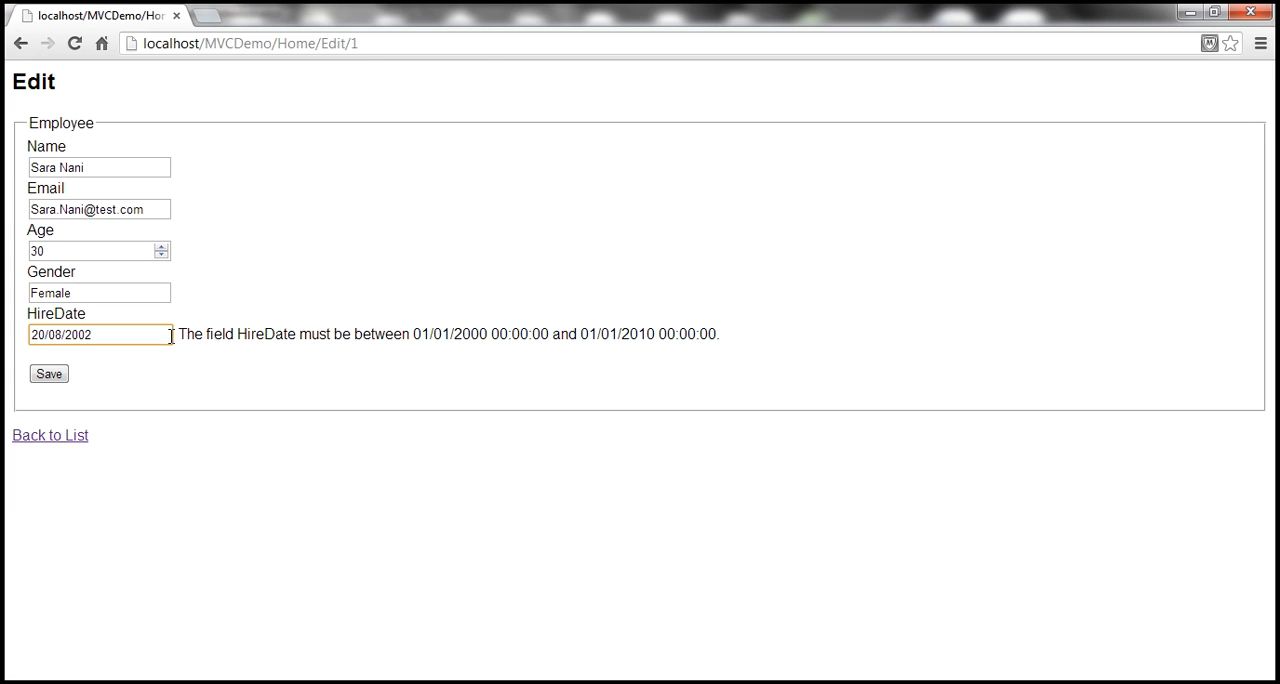 localhost/MVCDemo/Hor
localhost/MVCDemo/Home/Edit/1
Edit
Employee
Name
Sara Nani
Email
Sara.Nani@test.com
Age
30
Gender
Female
HireDate
20/08/2002 The field HireDate must be between 01/01/2000 00:00:00 and 01/01/2010 00:00:00.
Save
Back to List